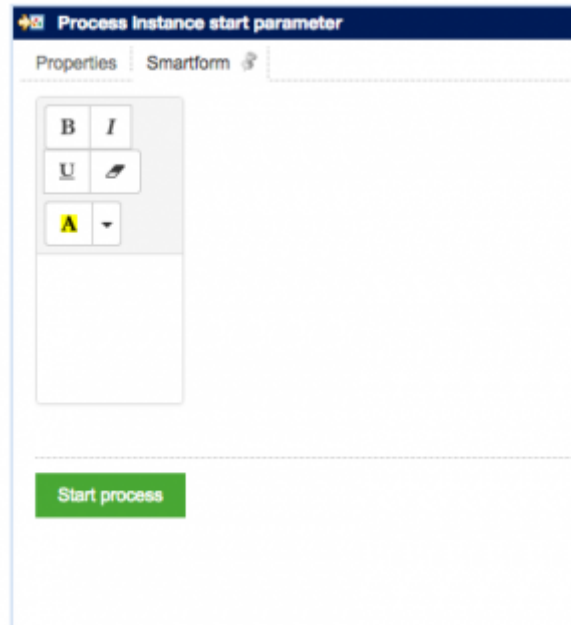 Process instance start parameter
Properties Smartform
B I
U
A
Start process